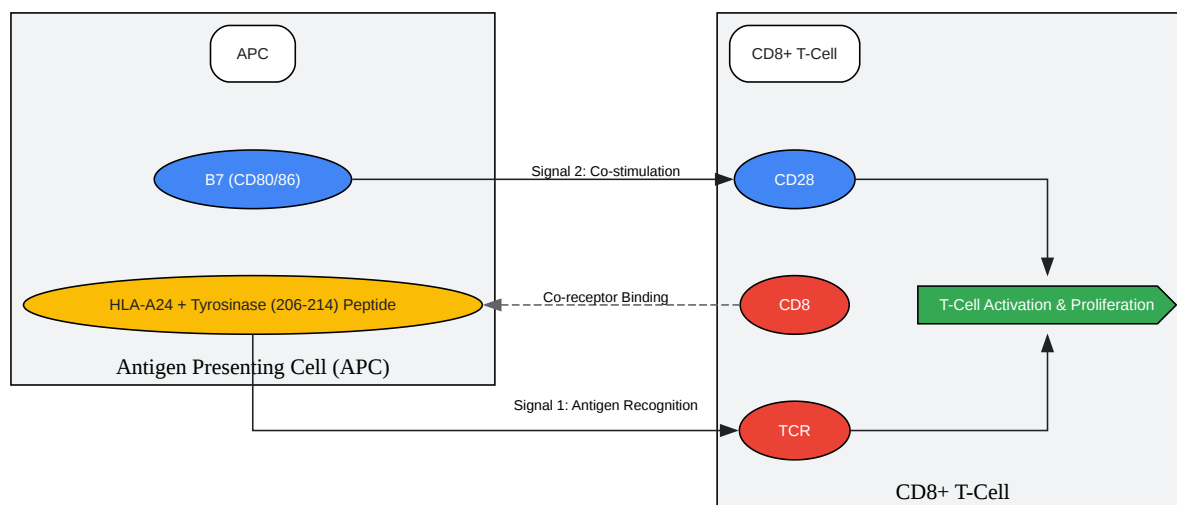 APC
CD8+ T-Cell
B7 (CD80/86)
Signal 2: Co-stimulation
CD28
HLA-A24 + Tyrosinase (206-214) Peptide
Co-receptor Binding
CD8
T-Cell Activation & Proliferation
Antigen Presenting Cell (APC)
Signal 1: Antigen Recognition
TCR
CD8+ T-Cell